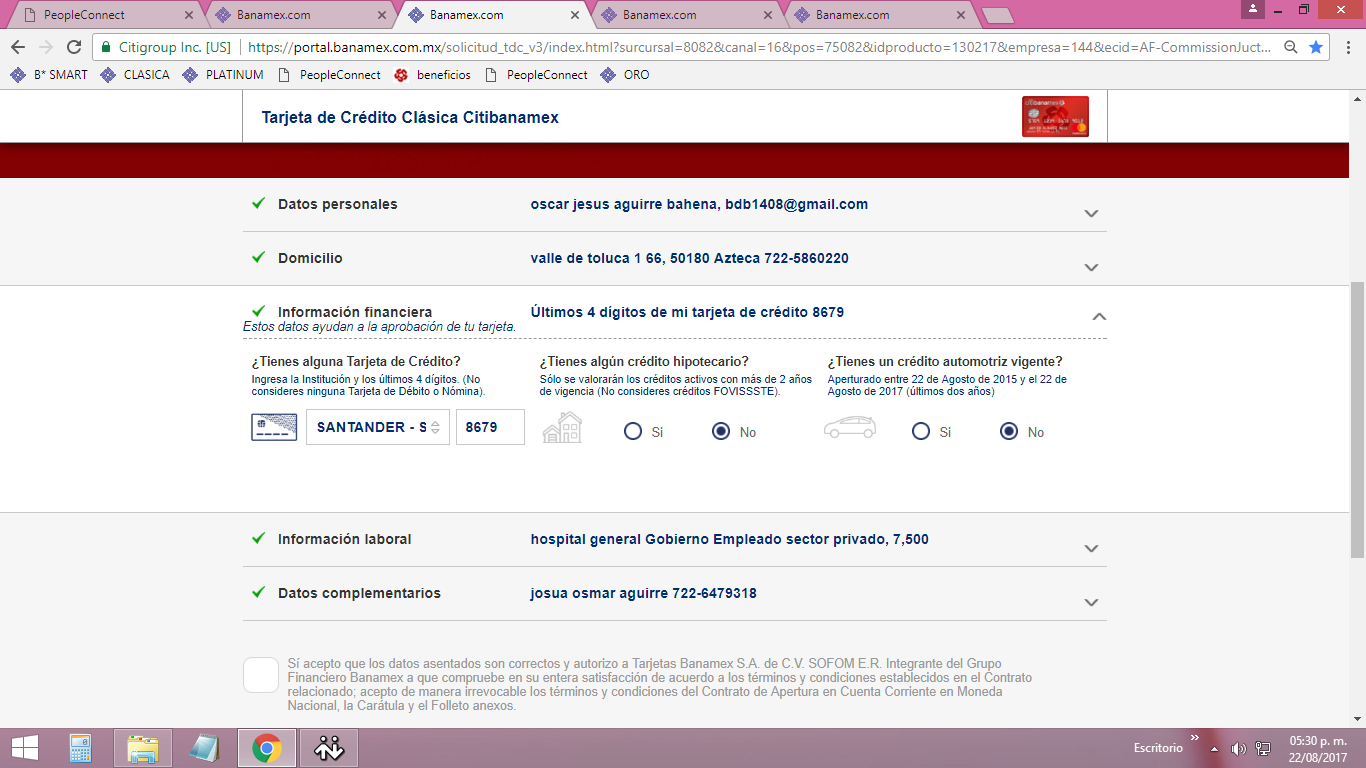 PeopleConnect
Banamex.com
Banamex.com
Banamex.com
Banamex.com
Citigroup Inc. [US]
https://portal.banamex.com.mx/solicitud_tdc_v3/index.html?surcursal=8082&canal=16&pos=75082&idproducto=130217&empresa=144&ecid=AF-CommissionJuct...
B* SMART
CLASICA
PLATINUM
PeopleConnect
beneficios
PeopleConnect
ORO
Tarjeta de Crédito Clásica Citibanamex
Datos personales
oscar jesus aguirre bahena, bdb1408@gmail.com
Domicilio
valle de toluca 1 66, 50180 Azteca 722-5860220
Información financiera
Últimos 4 dígitos de mi tarjeta de crédito 8679
Estos datos ayudan a la aprobación de tu tarjeta.
¿Tienes alguna Tarjeta de Crédito?
Ingresa la Institución y los últimos 4 dígitos. (No
consideres ninguna Tarjeta de Débito o Nómina).
SANTANDER - S
8679
¿Tienes algún crédito hipotecario?
Sólo se valorarán los créditos activos con más de 2 años
de vigencia (No consideres créditos FOVISSSTE).
Si
No
¿Tienes un crédito automotriz vigente?
Aperturado entre 22 de Agosto de 2015 y el 22 de
Agosto de 2017 (últimos dos años)
Si
No
Información laboral
hospital general Gobierno Empleado sector privado, 7,500
Datos complementarios
josua osmar aguirre 722-6479318
Sí acepto que los datos asentados son correctos y autorizo a Tarjetas Banamex S.A. de C.V. SOFOM E.R. Integrante del Grupo
Financiero Banamex a que compruebe en su entera satisfacción de acuerdo a los términos y condiciones establecidos en el Contrato
relacionado; acepto de manera irrevocable los términos y condiciones del Contrato de Apertura en Cuenta Corriente en Moneda
Nacional, la Carátula y el Folleto anexos.
Escritorio
05:30 p. m.
22/08/2017